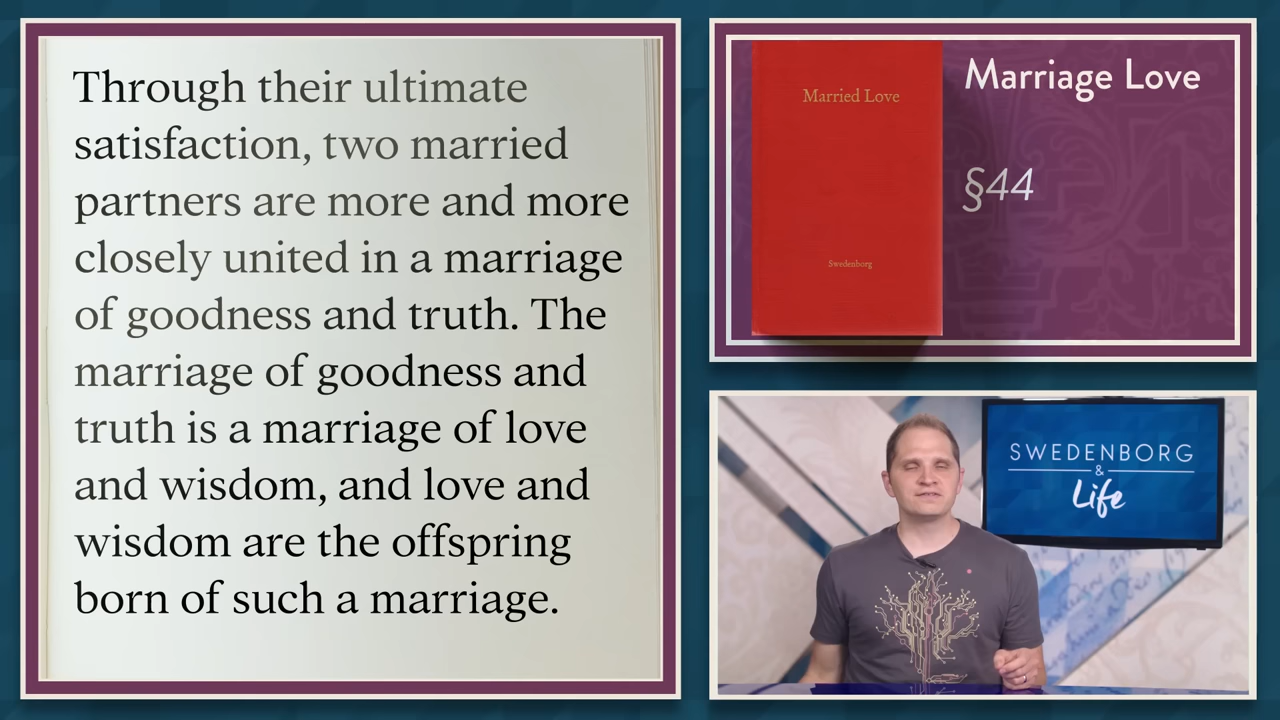 Through their ultimate
satisfaction, two married
partners are more and more
closely united in a marriage
of goodness and truth. The
marriage of goodness and
truth is a marriage of love
and wisdom, and love and
wisdom are the offspring
born of such a marriage.
Married Love
Swedenborg
Marriage Love
§44
SWEDENBORG
&
Life